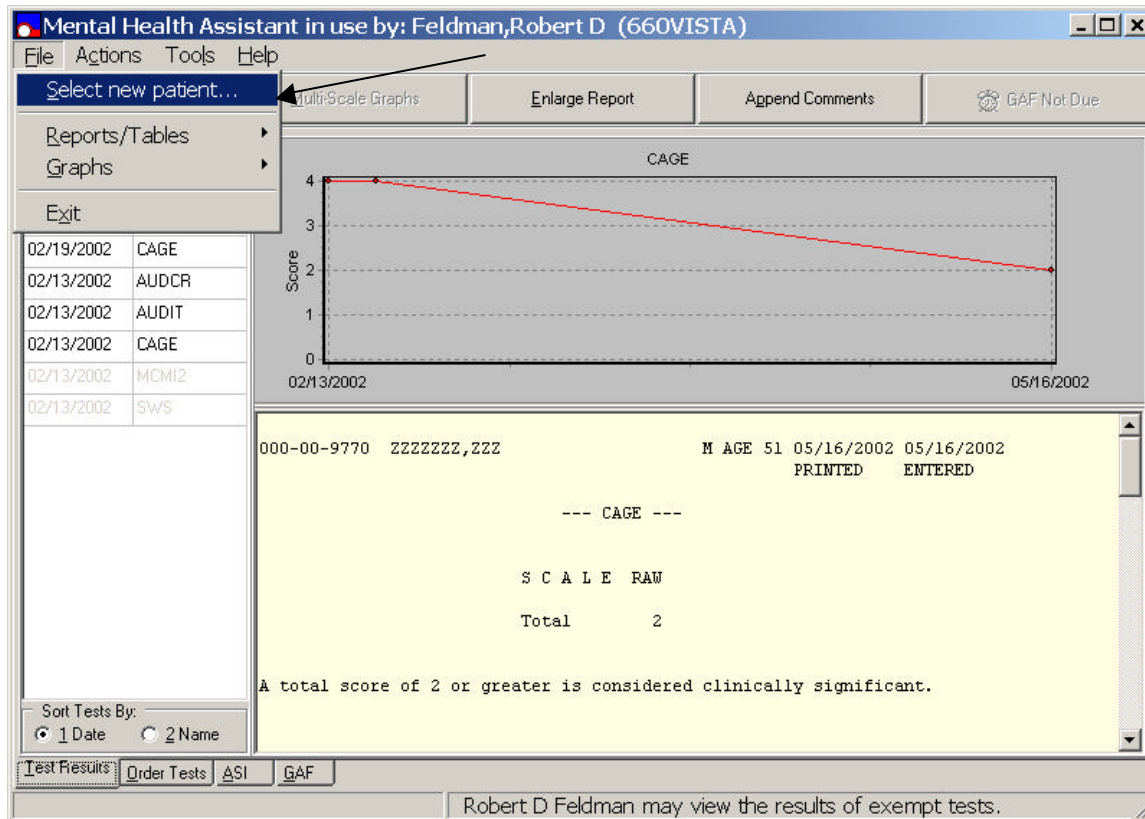 Mental Health Assistant in use by: Feldman,Robert D (660VISTA)
File Actions Tools Help
Select new patient...
Reports/Tables
Graphs
Exit
Multi-Scale Graphs
Enlarge Report
Append Comments
GAF Not Due
02/19/2002 CAGE
02/13/2002 AUDCR
02/13/2002 AUDIT
02/13/2002 CAGE
02/13/2002 MCMI2
02/13/2002 SWS
CAGE
Score
4
3
2
1
0
02/13/2002 05/16/2002
000-00-9770 ZZZZZZZ,ZZZ M AGE 51 05/16/2002 05/16/2002
PRINTED ENTERED
--- CAGE ---
S C A L E RAW
Total 2
A total score of 2 or greater is considered clinically significant.
Sort Tests By:
1 Date 2 Name
Test Results Order Tests ASI GAF
Robert D Feldman may view the results of exempt tests.